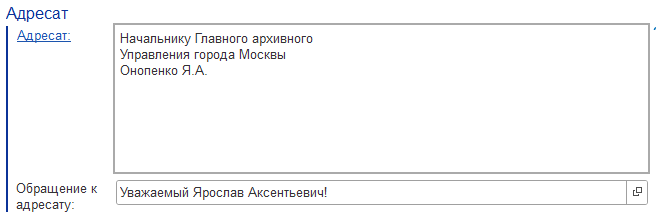 Адресат
Адресат:
Начальнику Главного архивного
Управления города Москвы
Онопенко Я.А.
Обращение к
адресату:
Уважаемый Ярослав Аксентьевич!